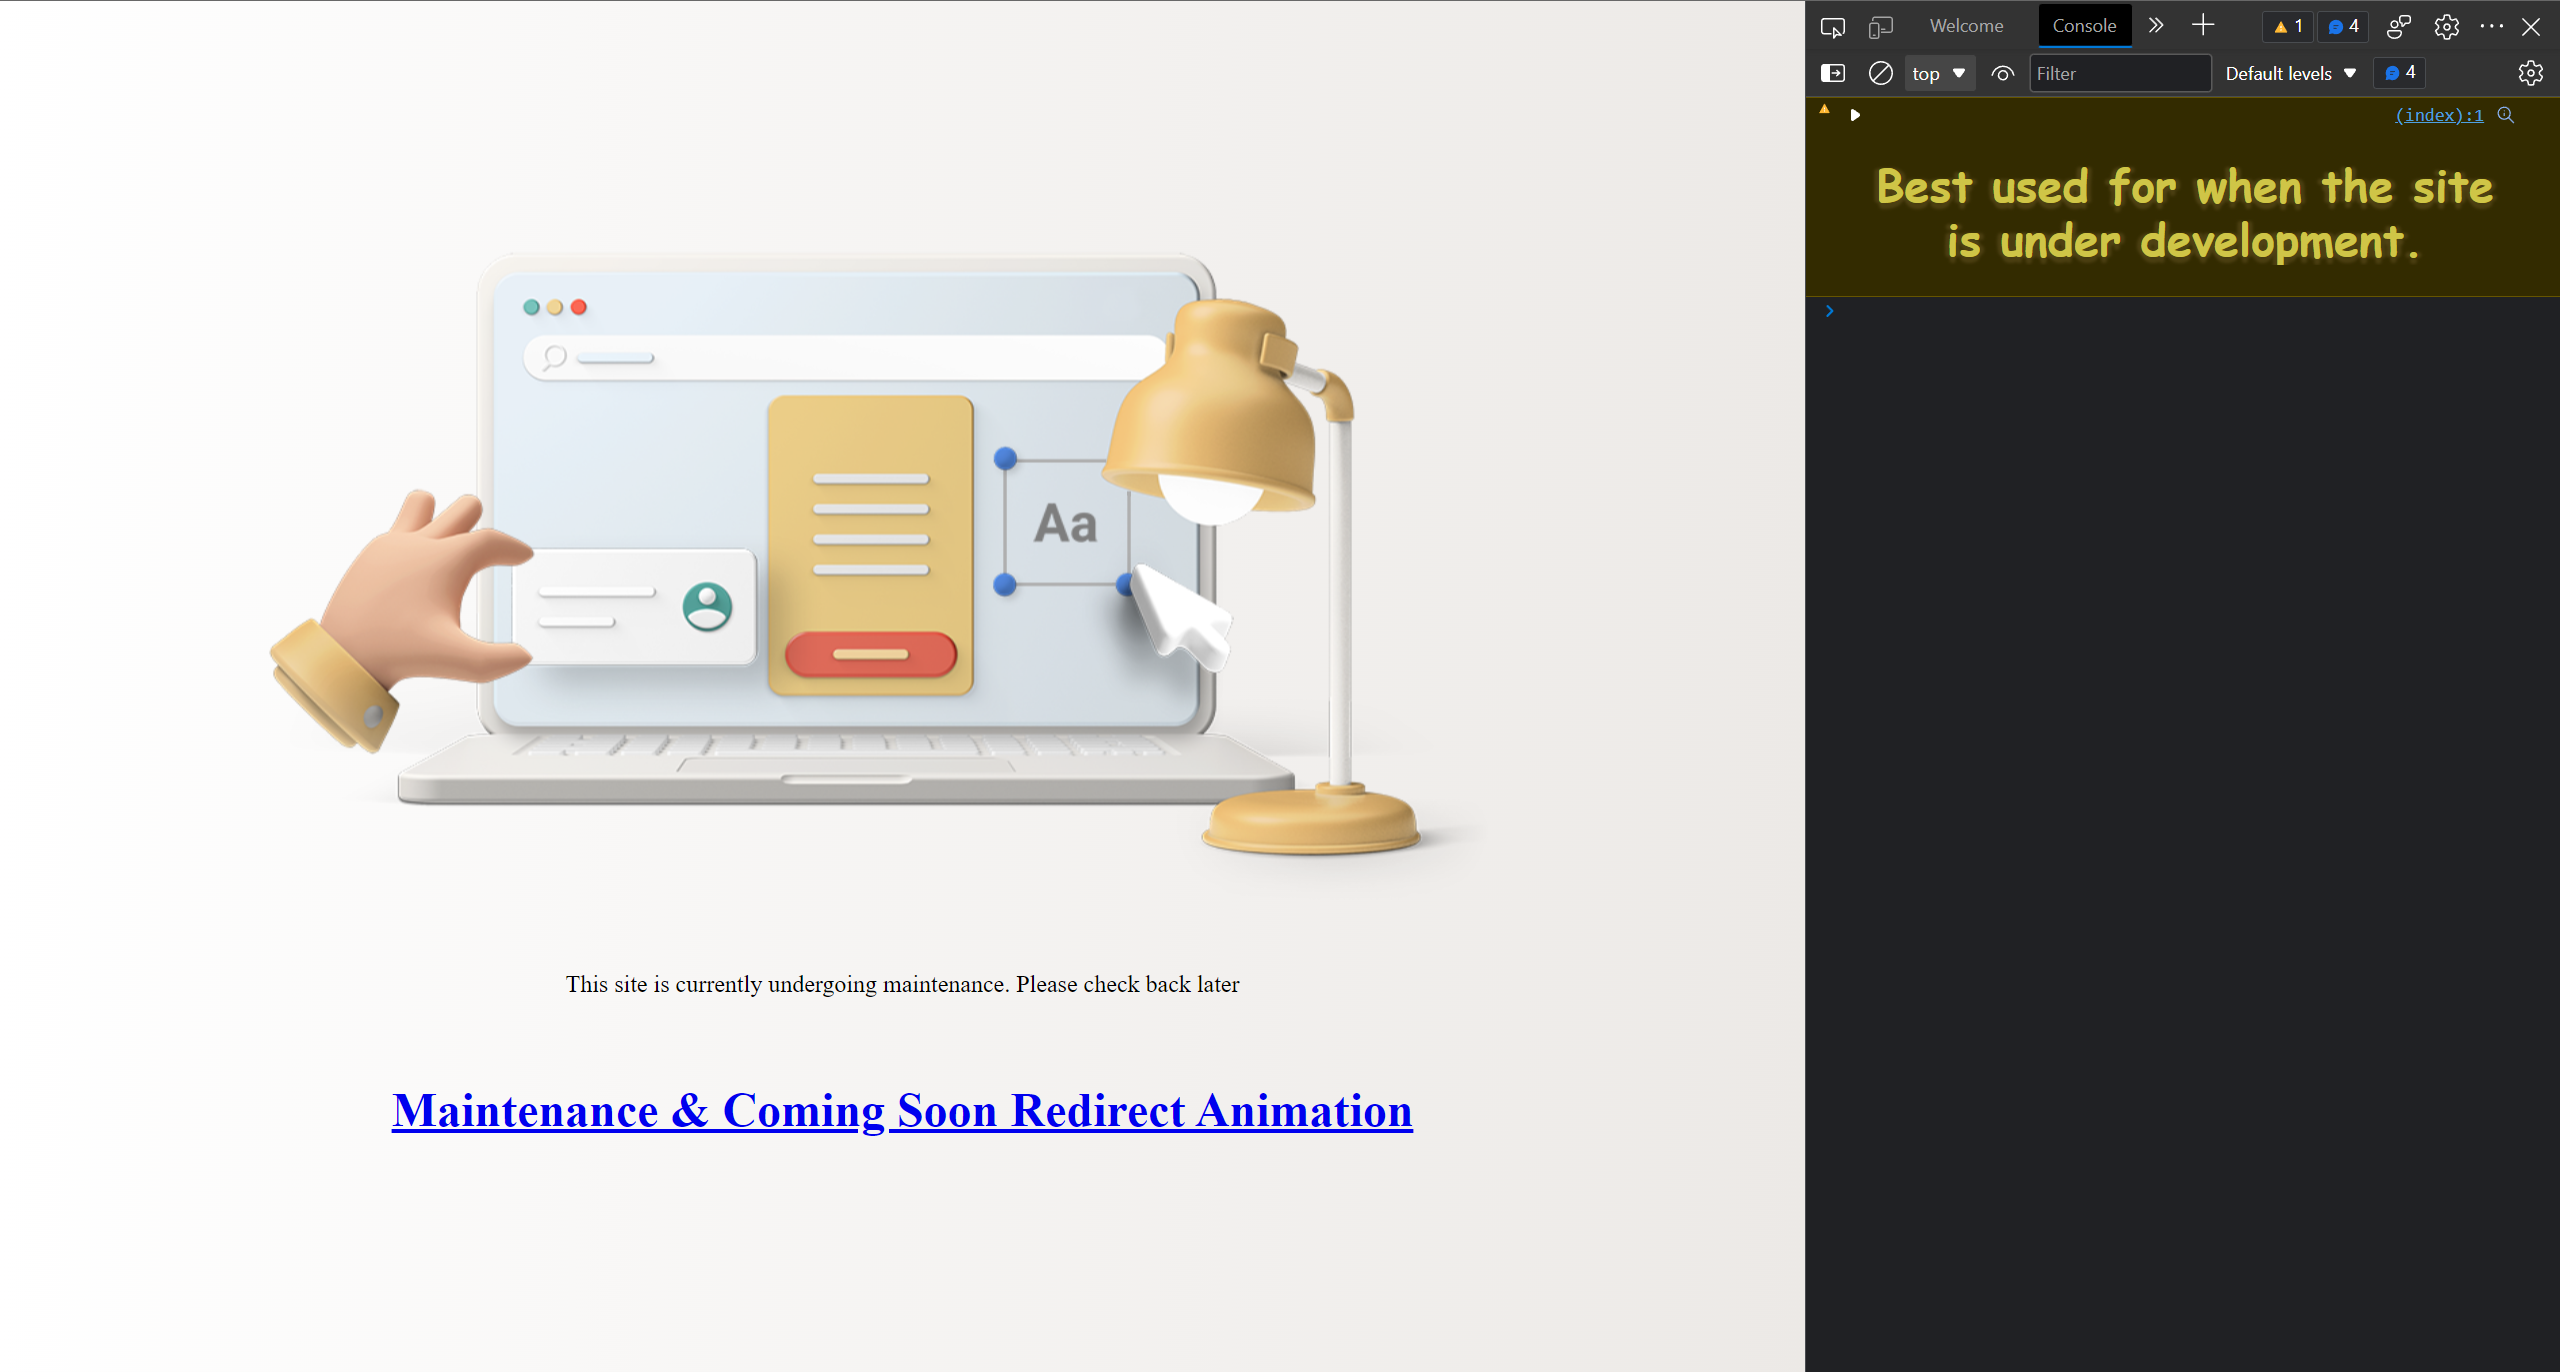 Aa
This site is currently undergoing maintenance. Please check back later
Maintenance & Coming Soon Redirect Animation
Welcome
Console
1
4
top
Filter
Default levels
4
(index):1
Best used for when the site
is under development.